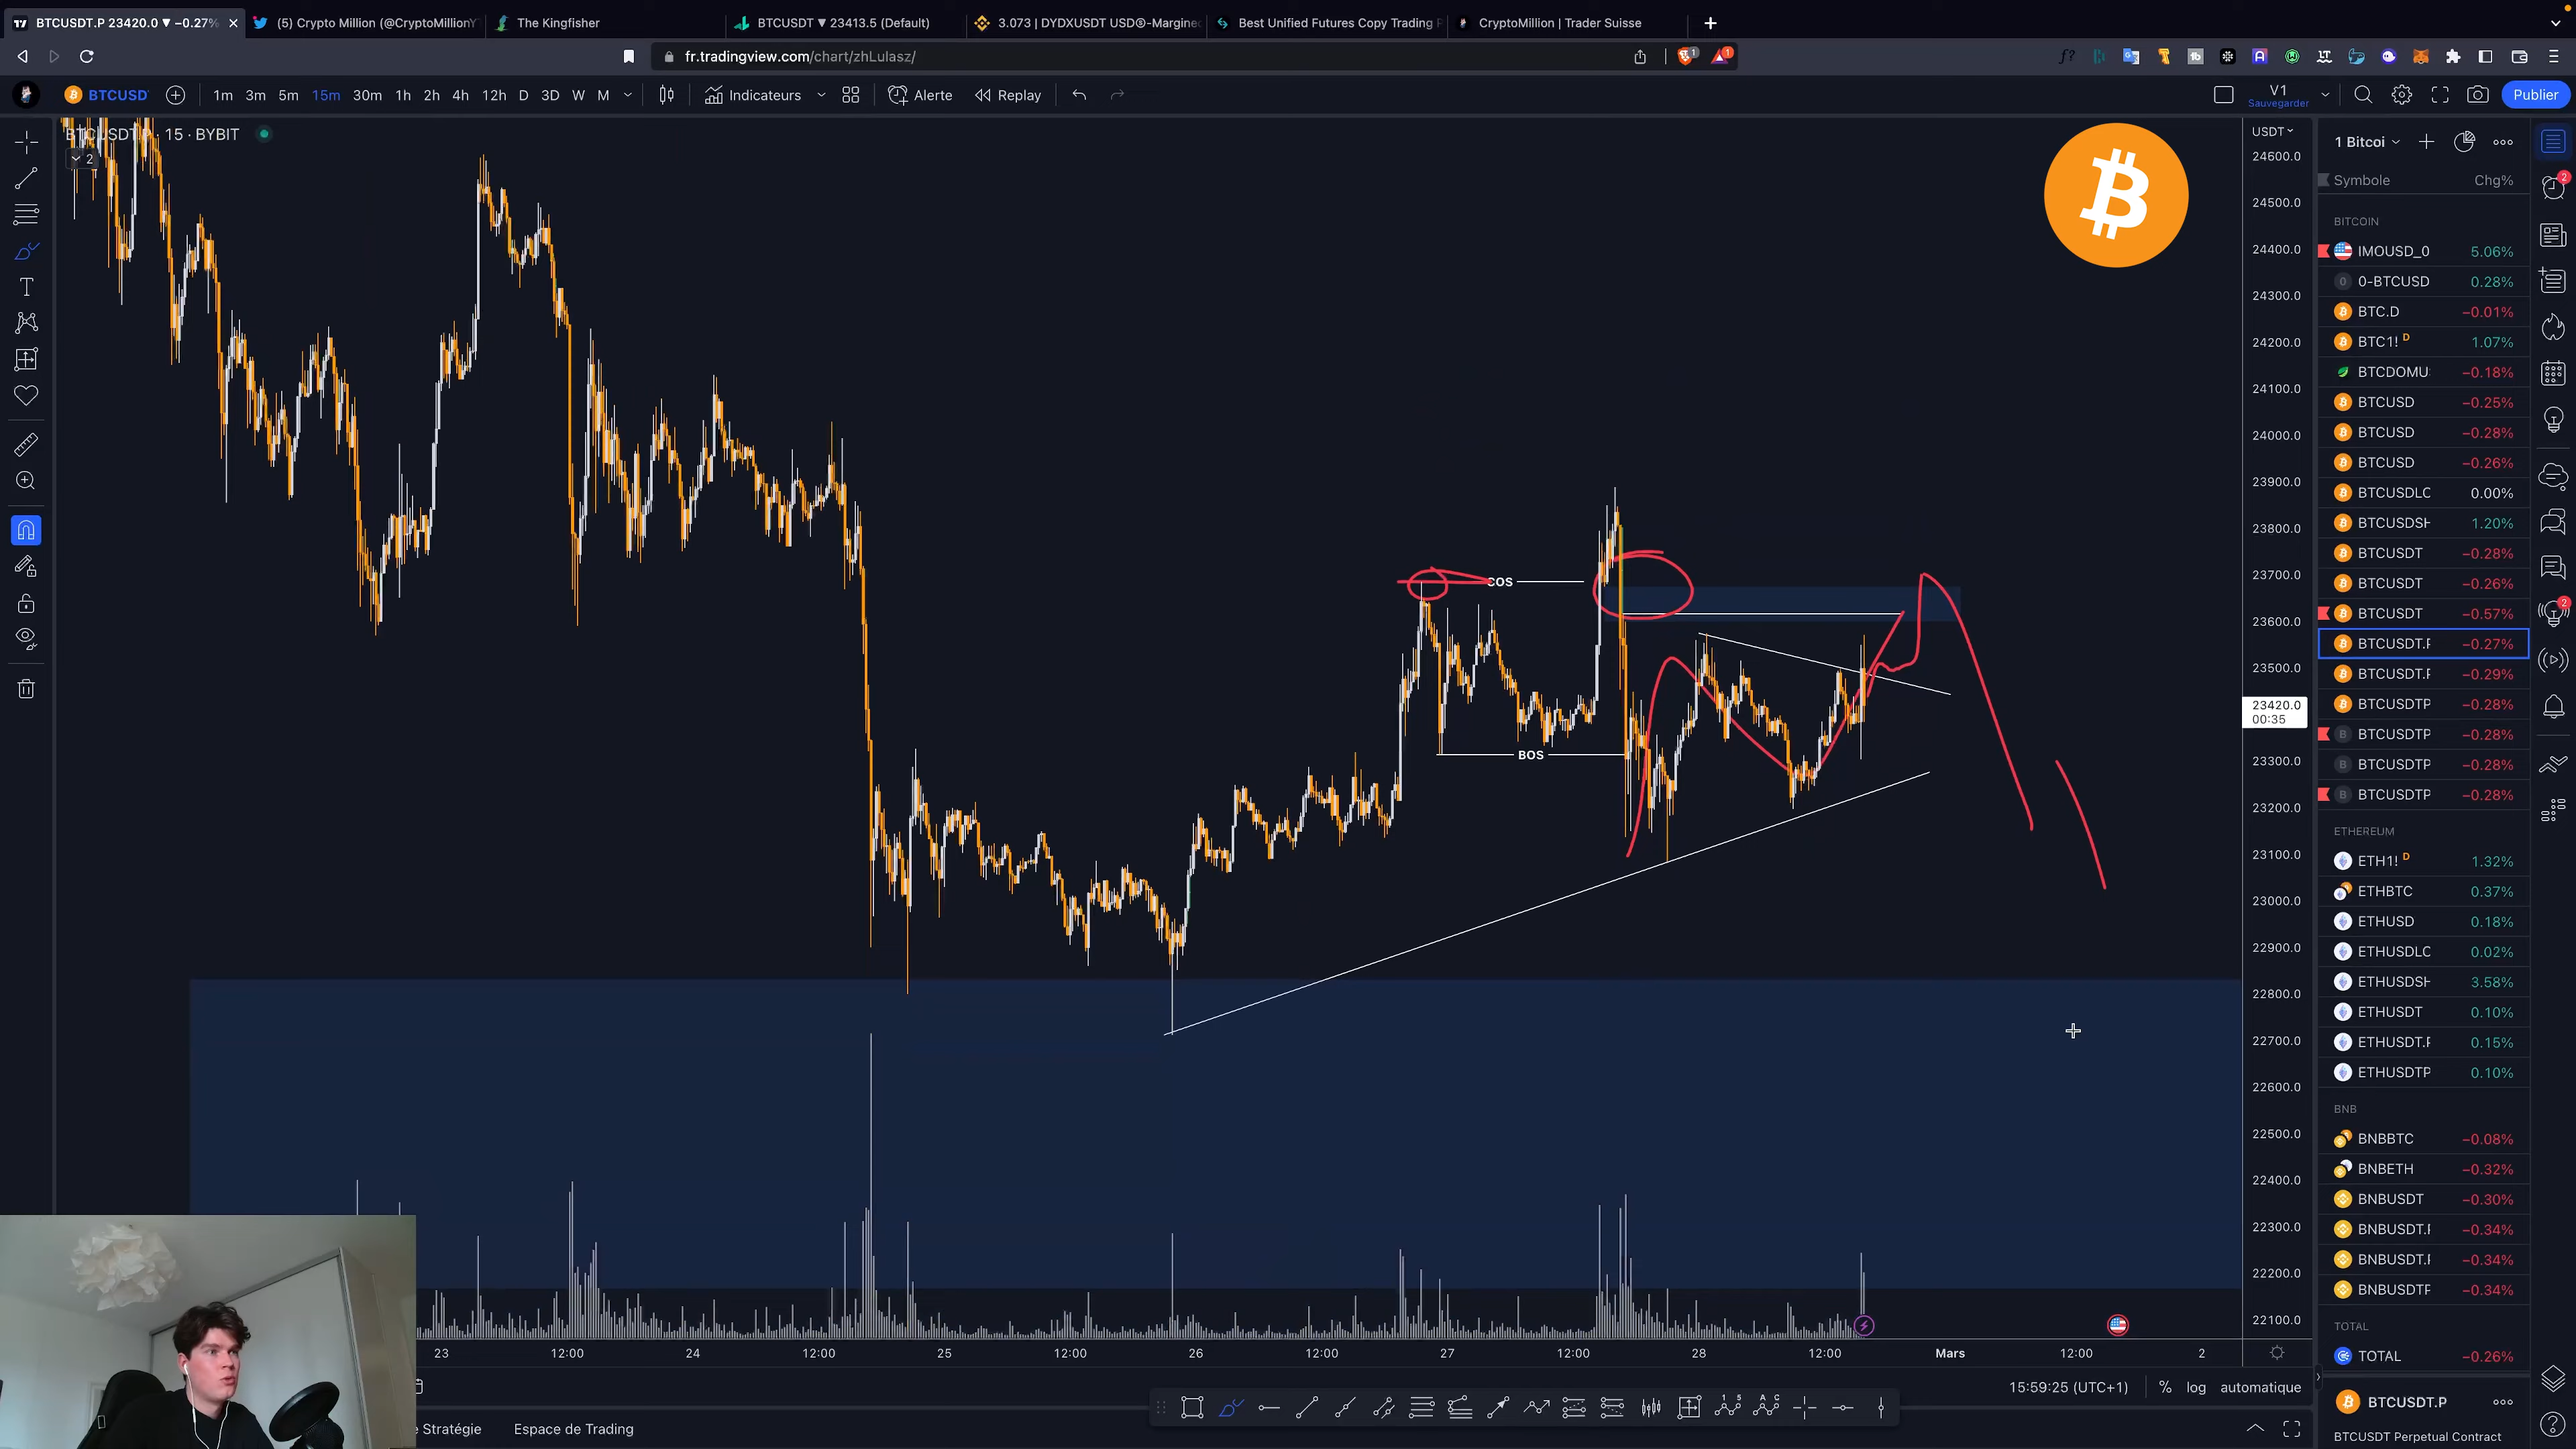 BTCUSDT.P 23420.0 ▼ −0.27%
(5) Crypto Million (@CryptoMillionY
The Kingfisher
BTCUSDT ▼ 23413.5 (Default)
3.073 | DYDXUSDT USD®-Margined
Best Unified Futures Copy Trading P
CryptoMillion | Trader Suisse
fr.tradingview.com/chart/zhLulasz/
BTCUSD
1m 3m 5m 15m 30m 1h 2h 4h 12h D 3D W M
Indicateurs
Alerte
Replay
V1
Sauvegarder
Publier
BTCUSDT.P · 15 · BYBIT
2
USDT
24600.0
24500.0
24400.0
24300.0
24200.0
24100.0
24000.0
23900.0
23800.0
23700.0
23600.0
23500.0
23420.0
00:35
23300.0
23200.0
23100.0
23000.0
22900.0
22800.0
22700.0
22600.0
22500.0
22400.0
22300.0
22200.0
22100.0
COS
BOS
23 12:00 24 12:00 25 12:00 26 12:00 27 12:00 28 12:00 Mars 12:00 2
15:59:25 (UTC+1) % log automatique
e Stratégie
Espace de Trading
1 Bitcoi
Symbole Chg%
BITCOIN
IMOUSD_0 5.06%
0-BTCUSD 0.28%
BTC.D −0.01%
BTC1! D 1.07%
BTCDOMU −0.18%
BTCUSD −0.25%
BTCUSD −0.28%
BTCUSD −0.26%
BTCUSDLO 0.00%
BTCUSDSH 1.20%
BTCUSDT −0.28%
BTCUSDT −0.26%
BTCUSDT −0.57%
BTCUSDT.P −0.27%
BTCUSDT.P −0.29%
BTCUSDTP −0.28%
BTCUSDTP −0.28%
BTCUSDTP −0.28%
BTCUSDTP −0.28%
ETHEREUM
ETH1! D 1.32%
ETHBTC 0.37%
ETHUSD 0.18%
ETHUSDLO 0.02%
ETHUSDSH 3.58%
ETHUSDT 0.10%
ETHUSDT.P 0.15%
ETHUSDTP 0.10%
BNB
BNBBTC −0.08%
BNBETH −0.32%
BNBUSDT −0.30%
BNBUSDT.P −0.34%
BNBUSDT.P −0.34%
BNBUSDTP −0.34%
TOTAL
TOTAL −0.26%
BTCUSDT.P
BTCUSDT Perpetual Contract